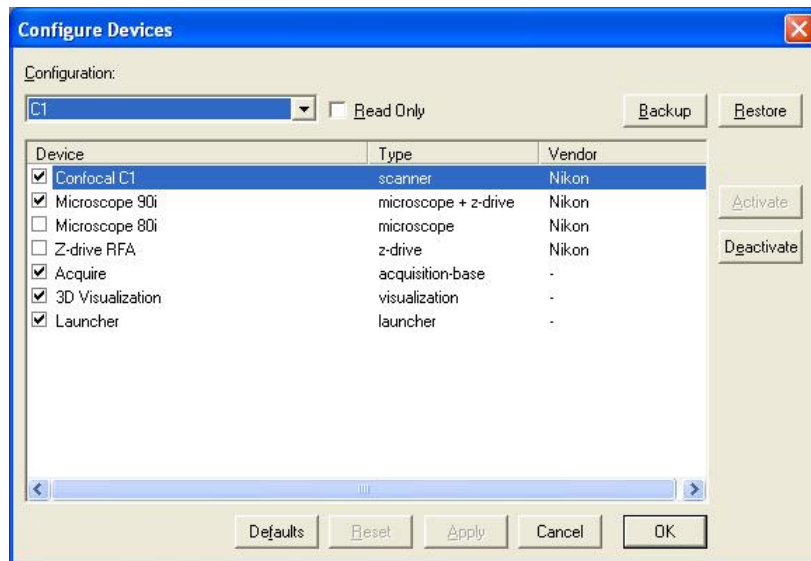 Configure Devices
Configuration:
C1 Read Only Backup Restore
Device Type Vendor
Confocal C1 scanner Nikon
Microscope 90i microscope + z-drive Nikon
Activate
Microscope 80i microscope Nikon
Z-drive RFA z-drive Nikon
Deactivate
Acquire acquisition-base -
3D Visualization visualization -
Launcher launcher -
Defaults Reset Apply Cancel OK